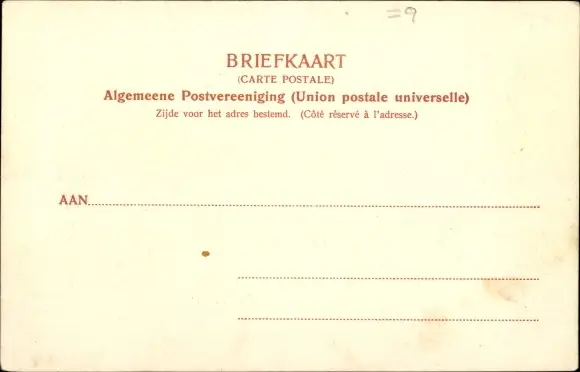 =9
BRIEFKAART
(CARTE POSTALE)
Algemeene Postvereeniging (Union postale universelle)
Zijde voor het adres bestemd. (Côté réservé à l'adresse.)
AAN